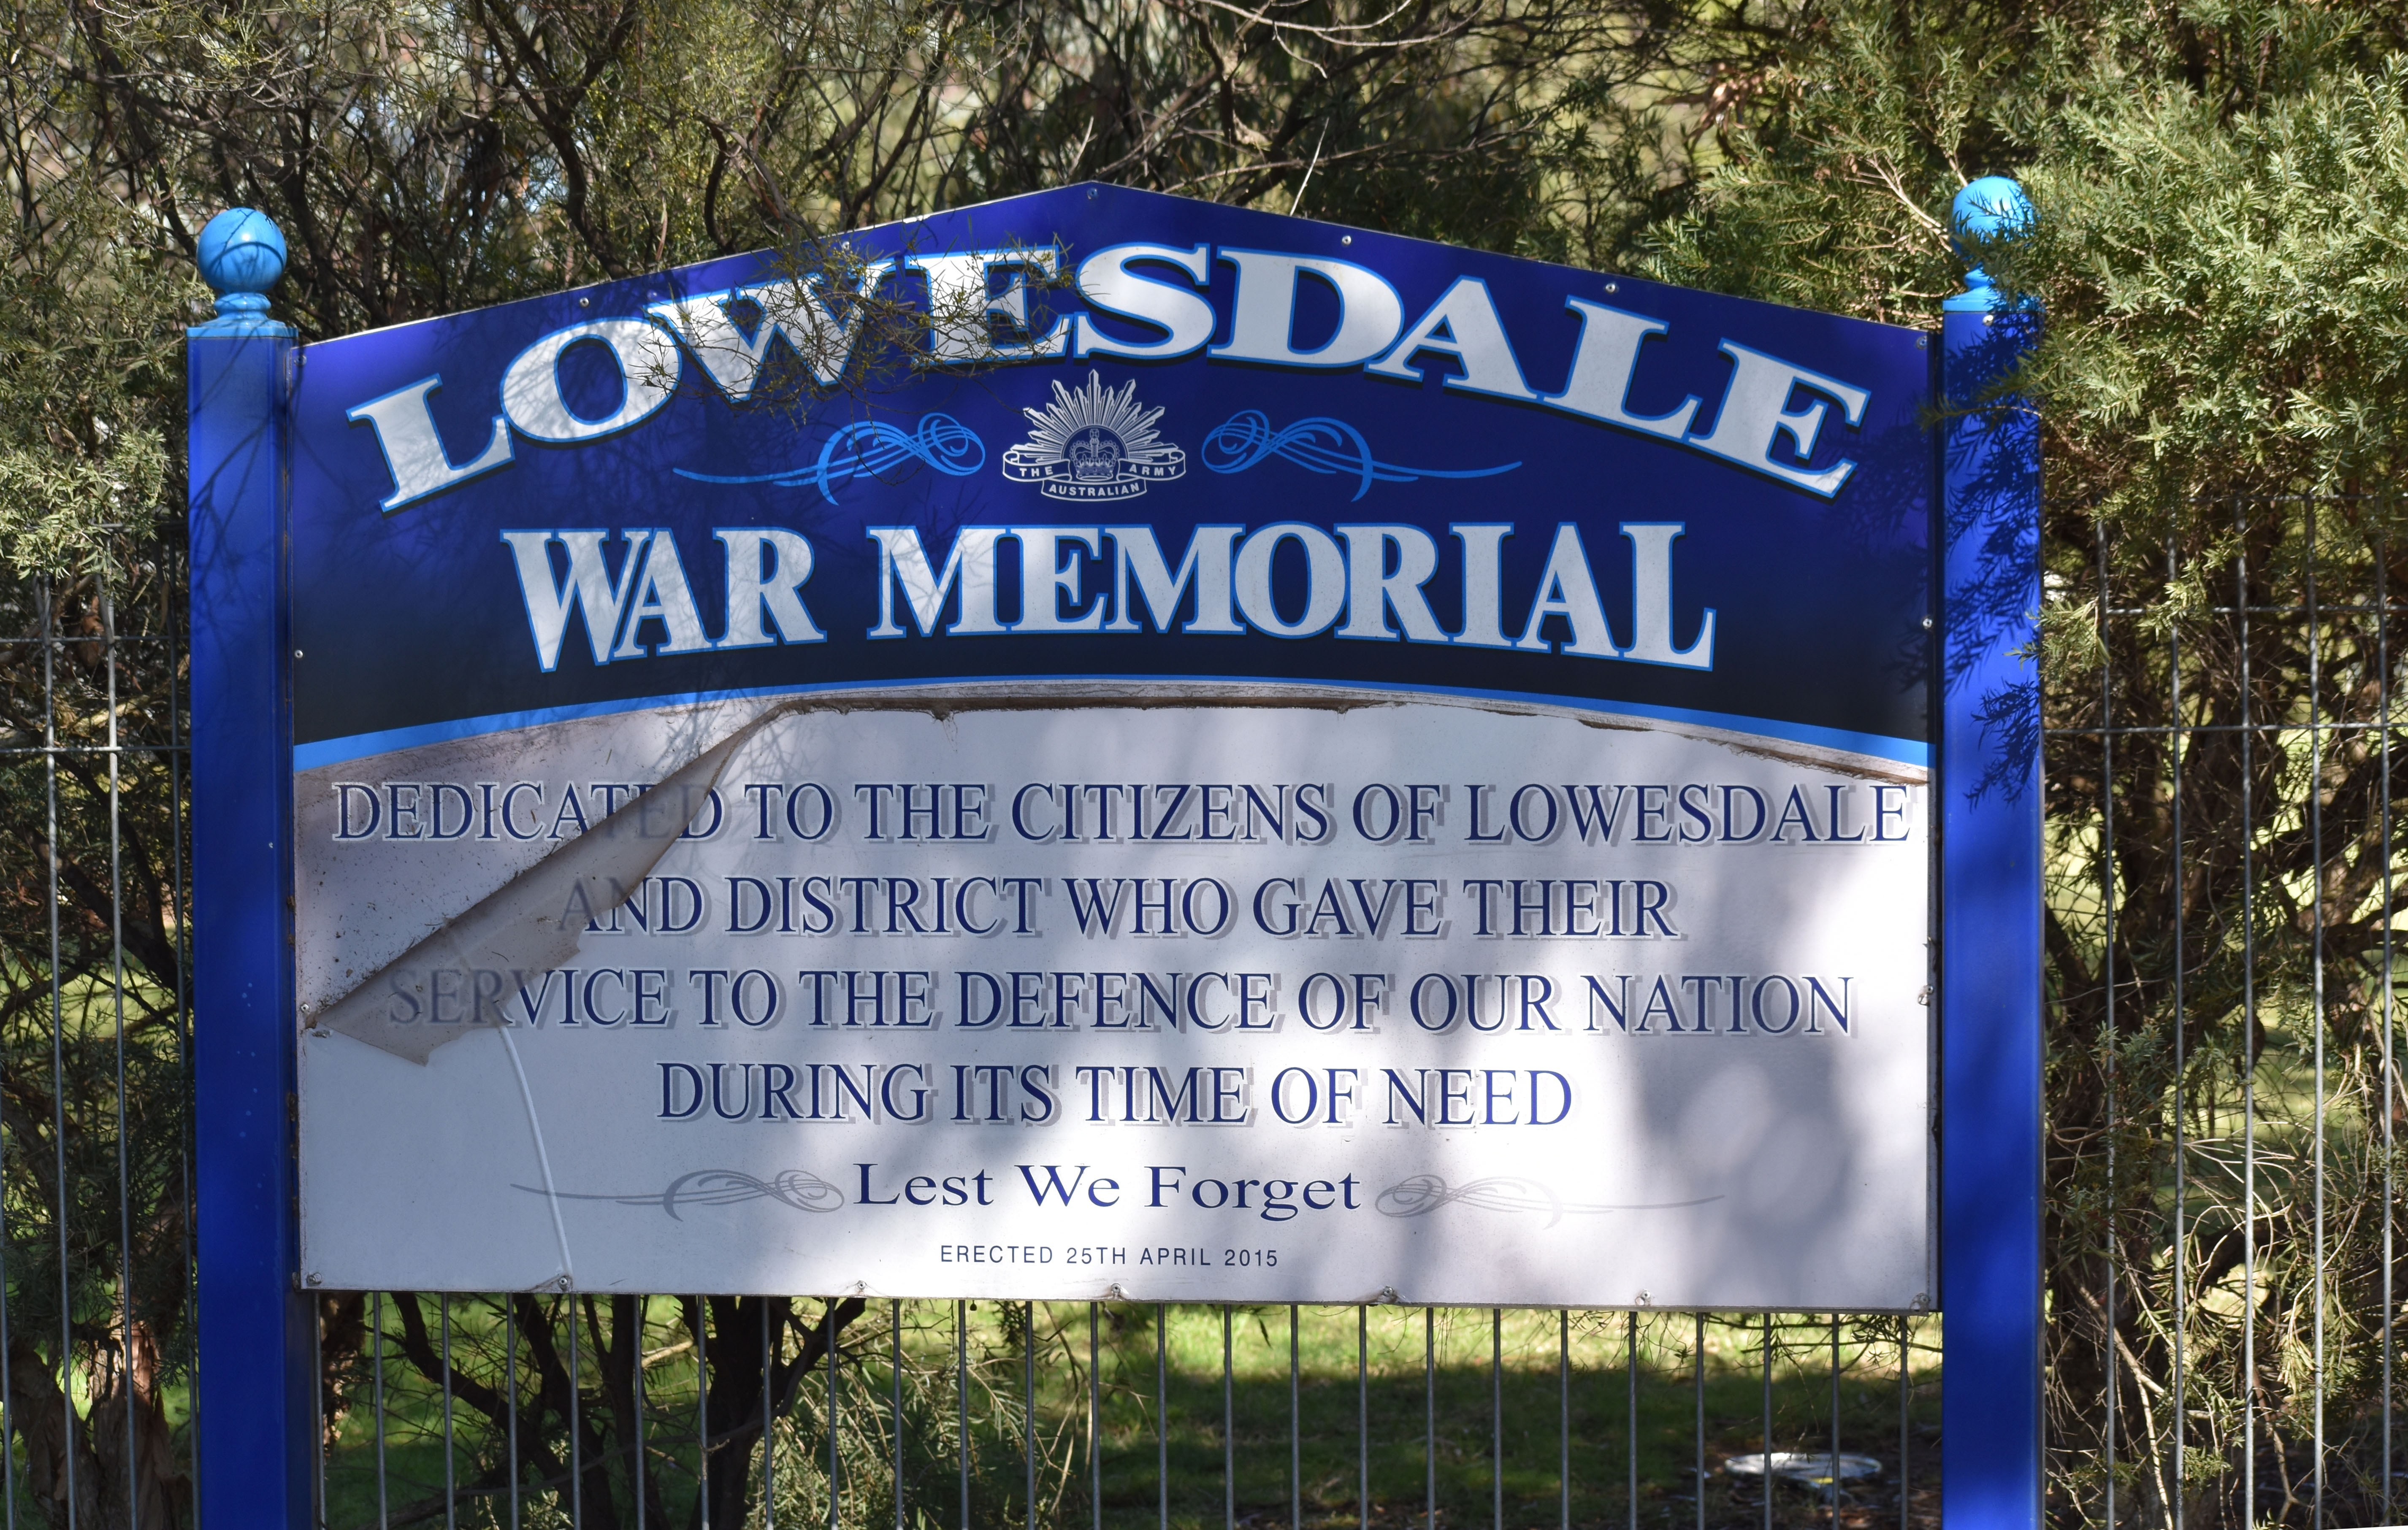 LOWESDALE
THE AUSTRALIAN ARMY
WAR MEMORIAL
DEDICATED TO THE CITIZENS OF LOWESDALE
AND DISTRICT WHO GAVE THEIR
SERVICE TO THE DEFENCE OF OUR NATION
DURING ITS TIME OF NEED
Lest We Forget
ERECTED 25TH APRIL 2015